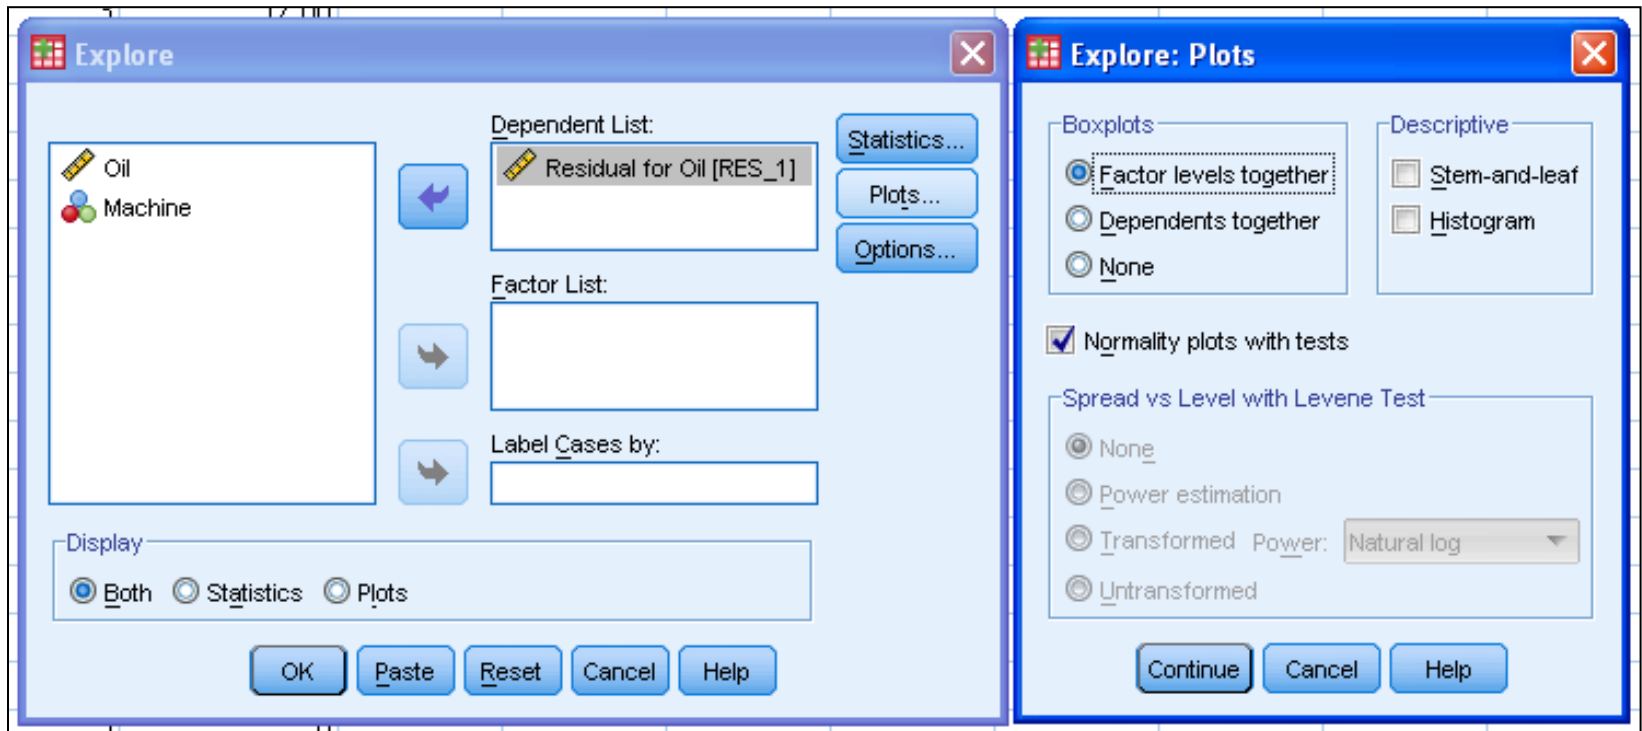 Explore
Oil
Machine
Dependent List:
Residual for Oil [RES_1]
Factor List:
Label Cases by:
Statistics...
Plots...
Options...
Display
Both Statistics Plots
OK Paste Reset Cancel Help
Explore: Plots
Boxplots
Factor levels together
Dependents together
None
Descriptive
Stem-and-leaf
Histogram
Normality plots with tests
Spread vs Level with Levene Test
None
Power estimation
Transformed Power: Natural log
Untransformed
Continue Cancel Help